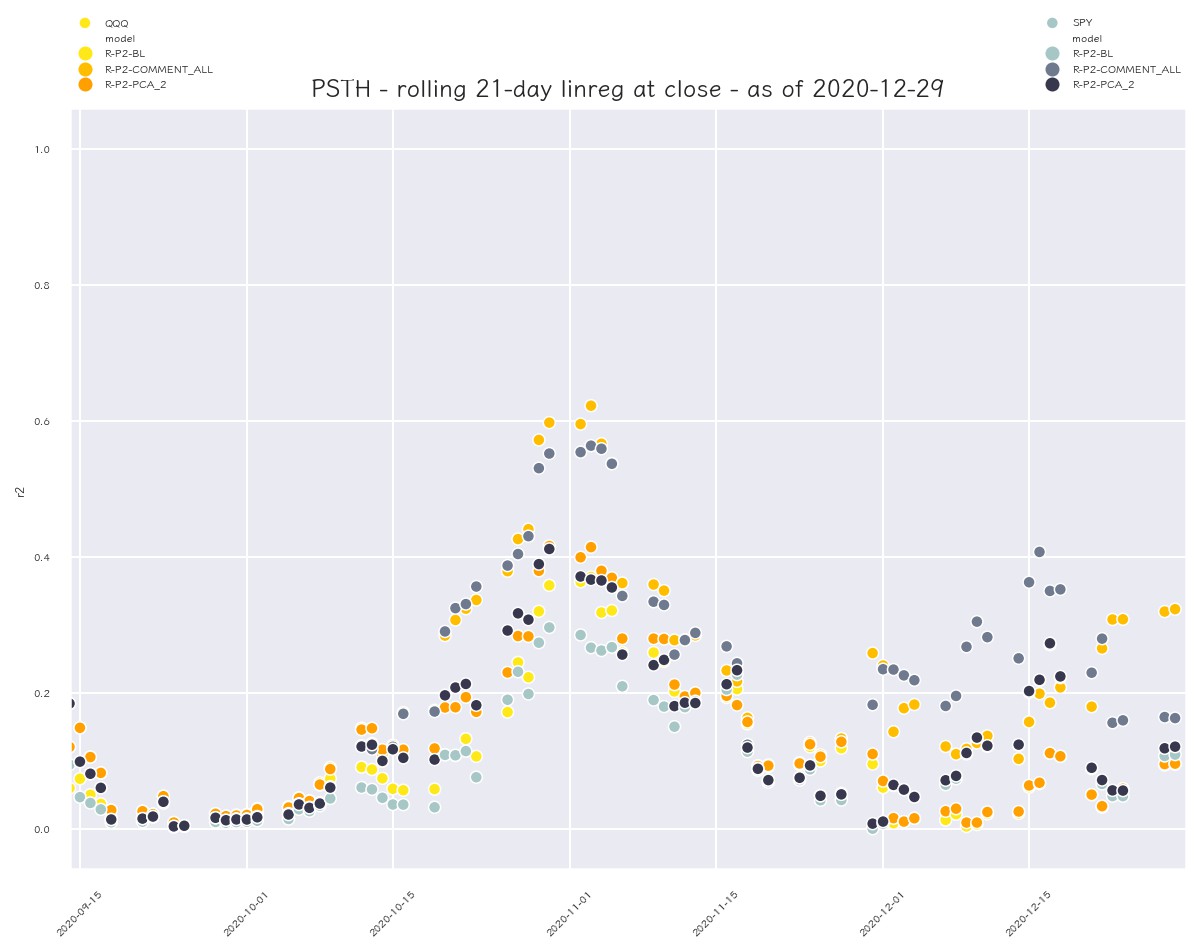 QQQ
model
R-P2-BL
R-P2-COMMENT_ALL
R-P2-PCA_2
SPY
model
R-P2-BL
R-P2-COMMENT_ALL
R-P2-PCA_2
PSTH - rolling 21-day linreg at close - as of 2020-12-29
1.0
0.8
0.6
0.4
0.2
0.0
r2
2020-09-15
2020-10-01
2020-10-15
2020-11-01
2020-11-15
2020-12-01
2020-12-15